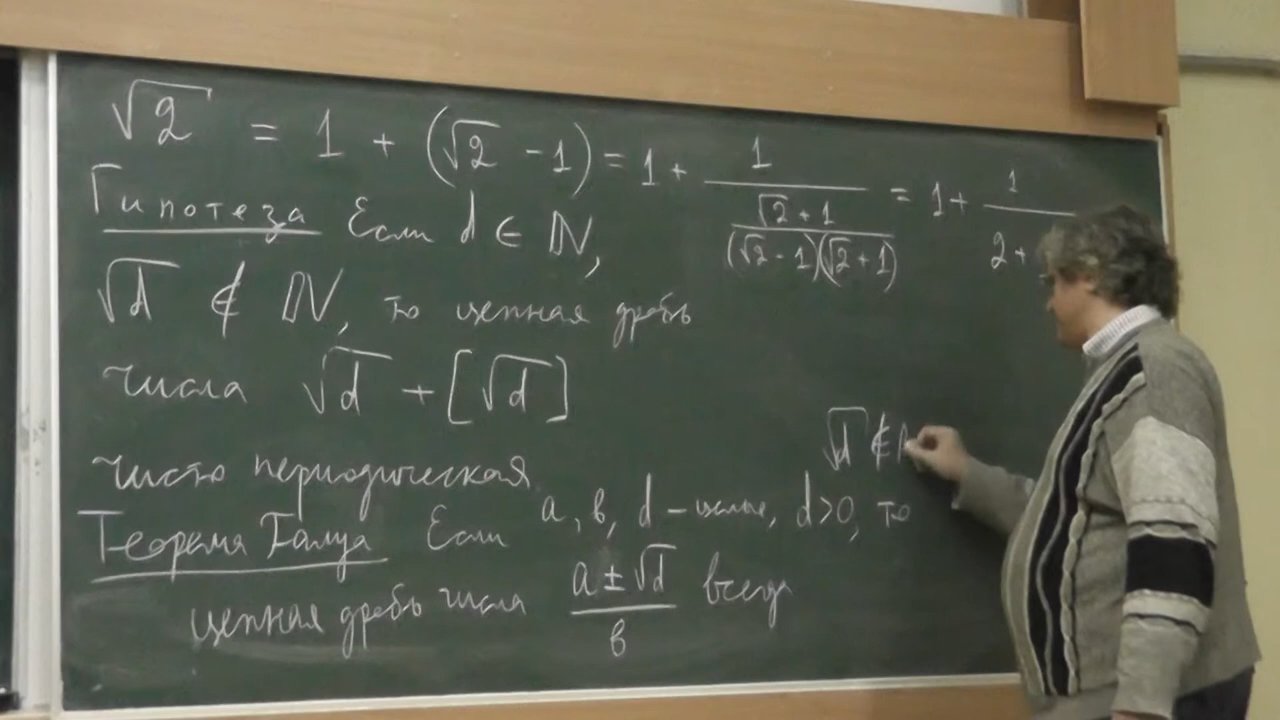 √2 = 1 + (√2 - 1) = 1 + 1/((√2 + 1)/((√2 - 1)(√2 + 1))) = 1 + 1/(2 +
Гипотеза Если d ∈ ℕ,
√d ∉ ℕ, то цепная дробь
числа √d + [√d]
чисто периодическая
√d ∉
Теорема Галуа Если a, b, d – целые, d>0, то
цепная дробь числа (a ± √d)/b всегда